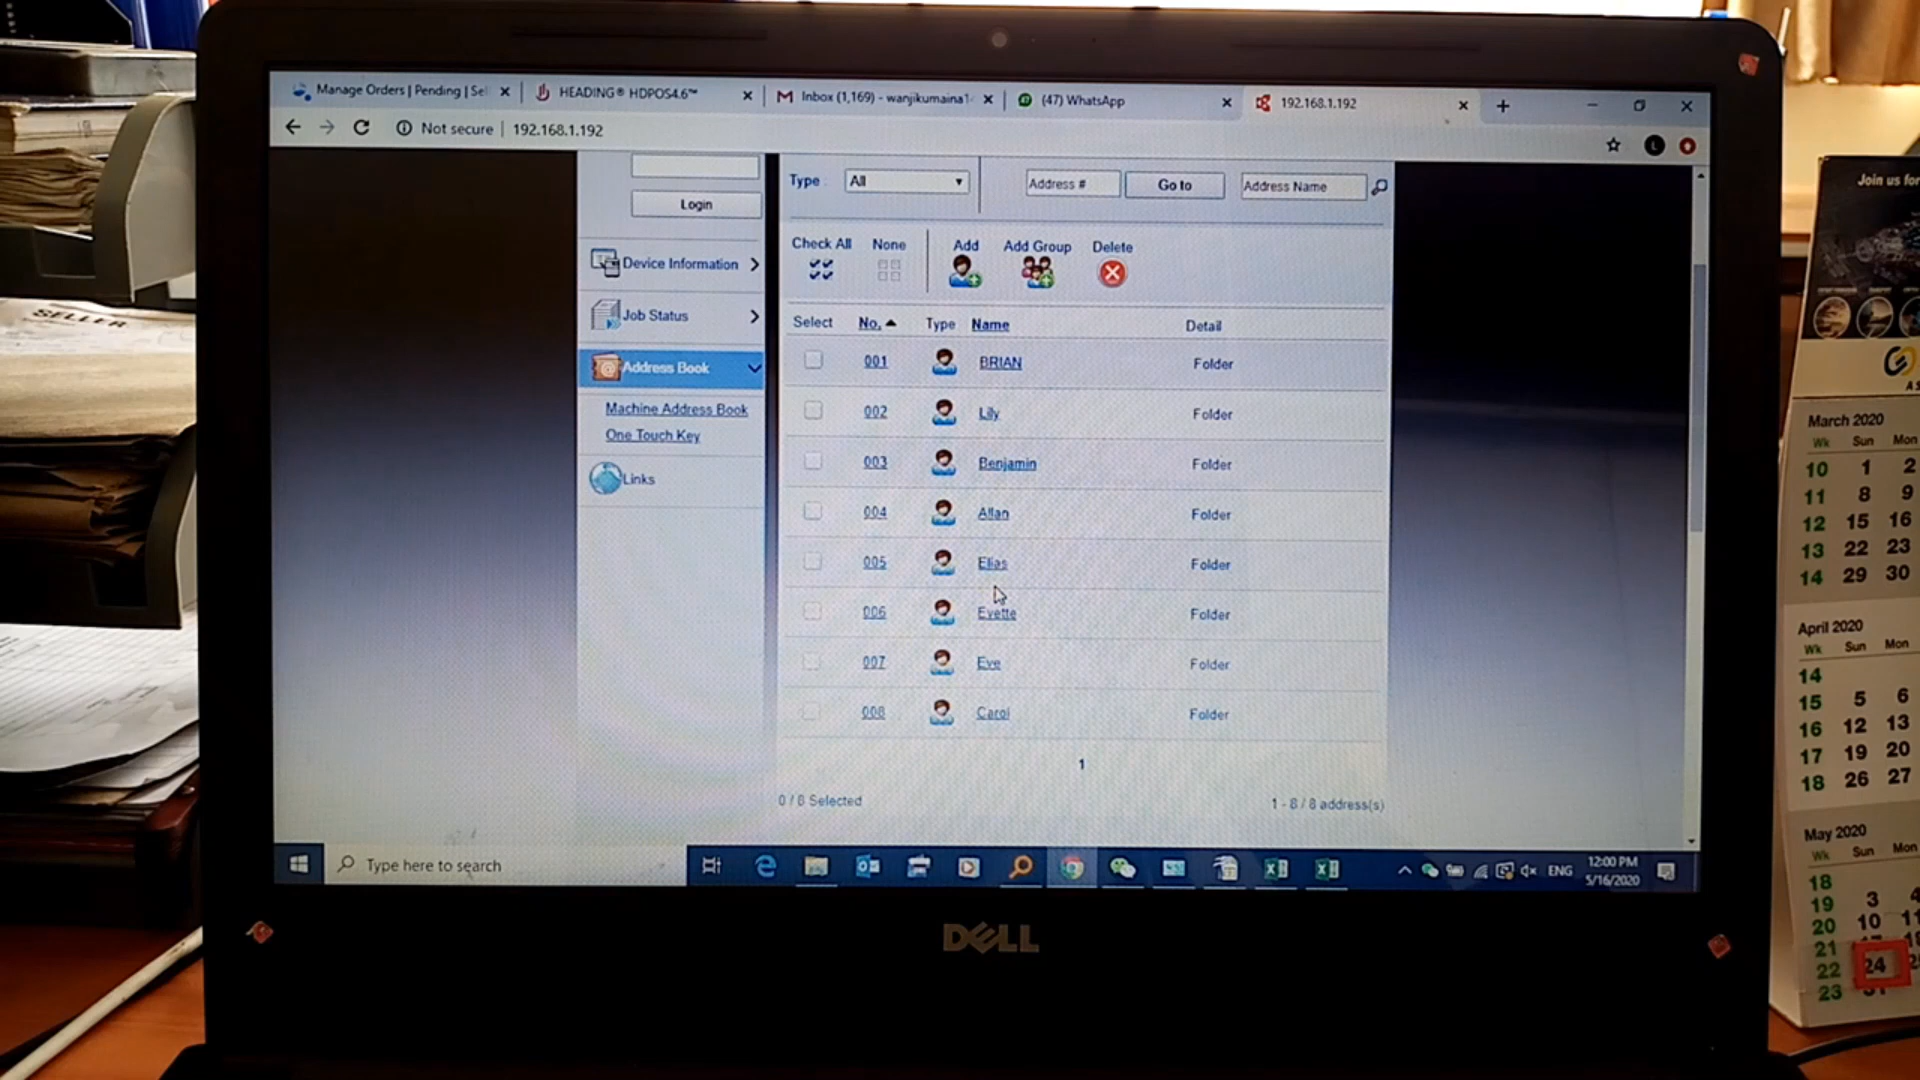 Manage Orders | Pending | Sel
HEADING® HDPOS4.6™
Inbox (1,169) - wanjikumaina1
(47) WhatsApp
192.168.1.192
Not secure | 192.168.1.192
Login
Device Information
Job Status
Address Book
Machine Address Book
One Touch Key
Links
Type All Address # Go to Address Name
Check All None Add Add Group Delete
Select No. Type Name Detail
001 BRIAN Folder
002 Lily Folder
003 Benjamin Folder
004 Allan Folder
005 Elias Folder
006 Evette Folder
007 Eve Folder
008 Carol Folder
1
0 / 8 Selected 1 - 8 / 8 address(s)
Type here to search
ENG
12:00 PM
5/16/2020
DELL
SELLER
Join us for
March 2020
Wk Sun Mon
10 1 2
11 8 9
12 15 16
13 22 23
14 29 30
April 2020
Wk Sun Mon
14
15 5 6
16 12 13
17 19 20
18 26 27
May 2020
Wk Sun Mon
18
19 3 4
20 10 11
21
22 24
23 31